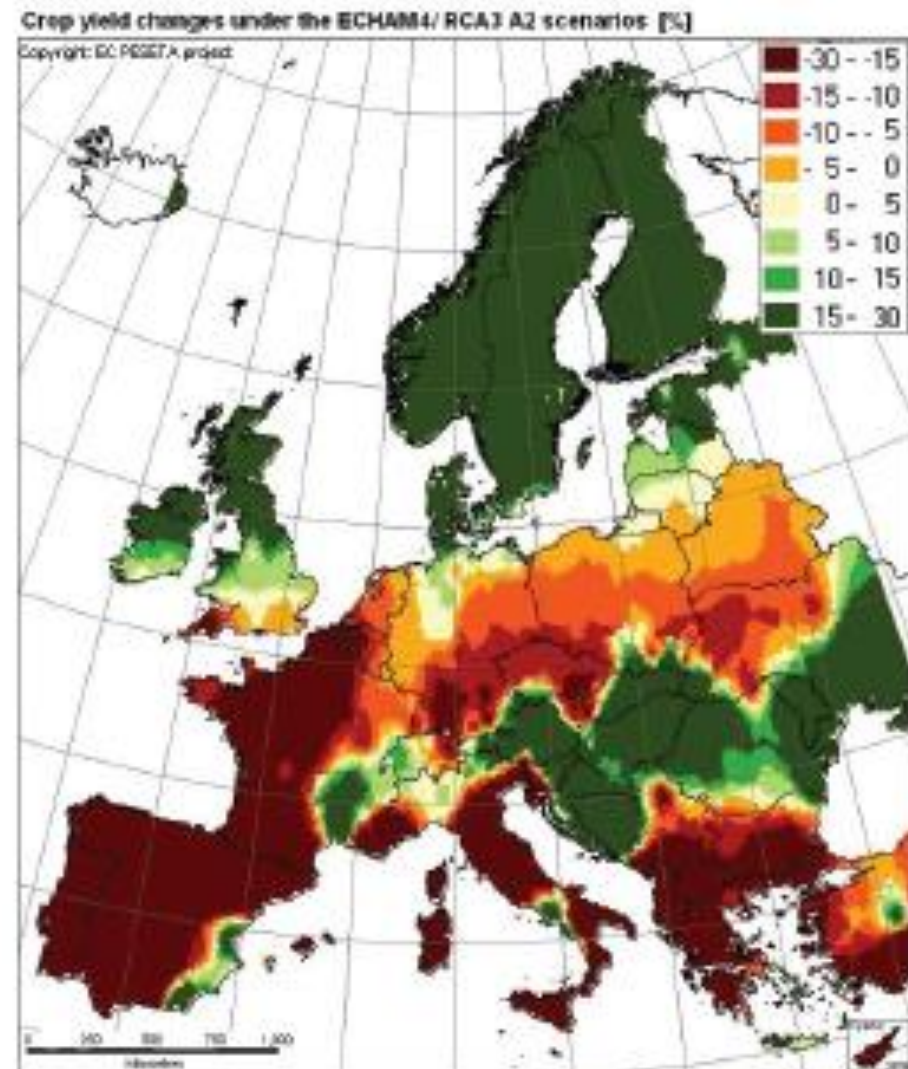 Crop yield changes under the ECHAM4/ RCA3 A2 scenarios [%]
Copyright: EC PESETA project
-30 - -15
-15 - -10
-10 - - 5
- 5 - 0
0 - 5
5 - 10
10 - 15
15 - 30
0 250 500 750 1.000
kilometres